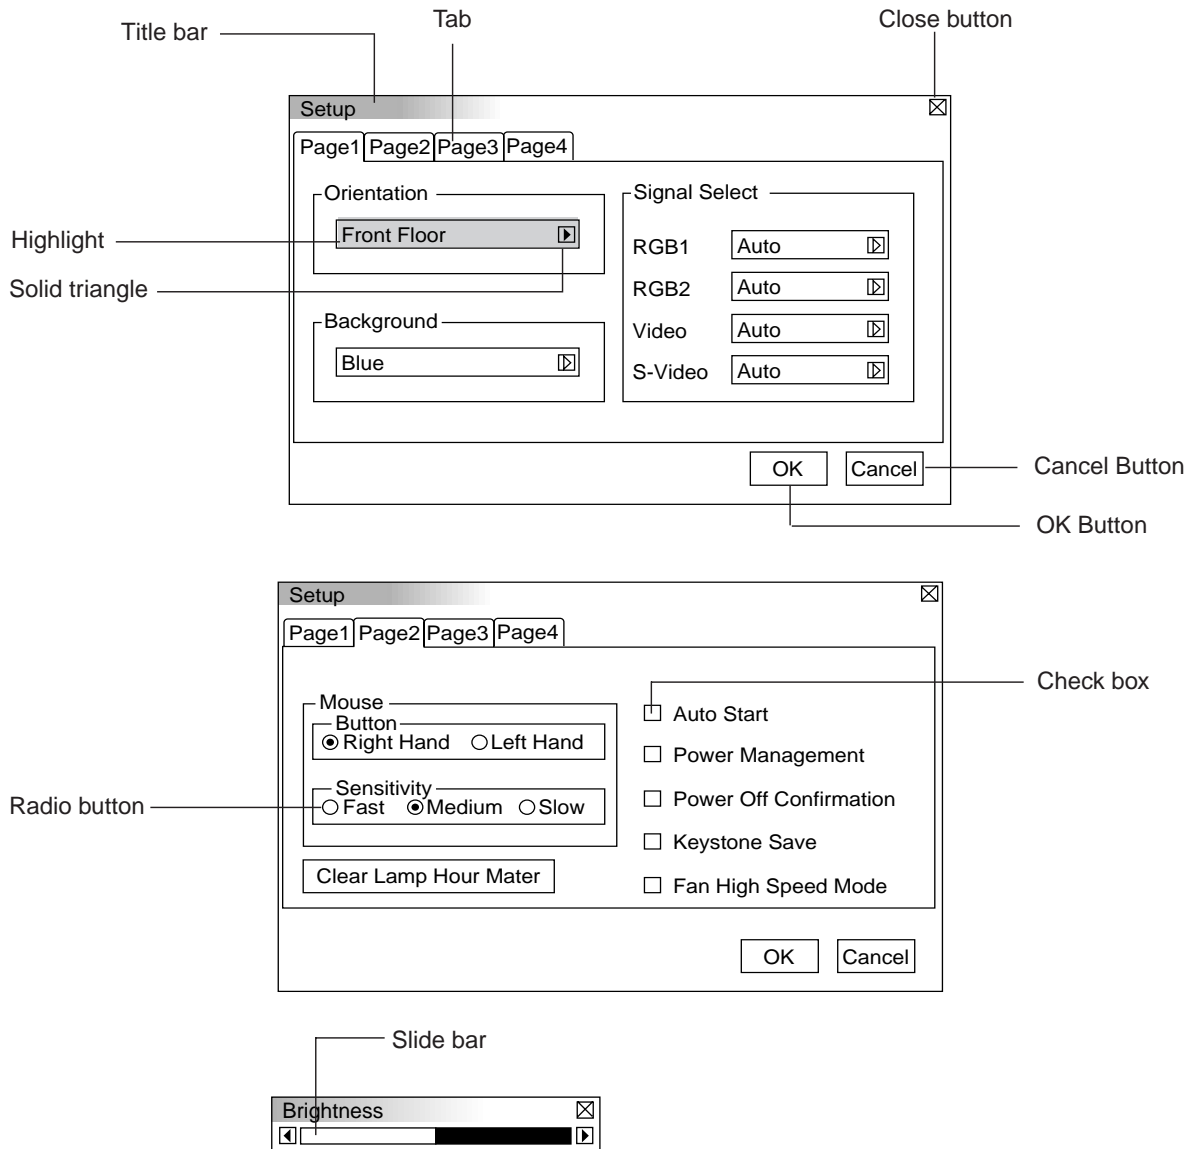 Title bar
Tab
Close button
Setup
Page1 Page2 Page3 Page4
Orientation
Front Floor
Highlight
Solid triangle
Background
Blue
Signal Select
RGB1 Auto
RGB2 Auto
Video Auto
S-Video Auto
OK Cancel
Cancel Button
OK Button
Setup
Page1 Page2 Page3 Page4
Mouse
Button
Right Hand Left Hand
Sensitivity
Fast Medium Slow
Radio button
Clear Lamp Hour Mater
Check box
Auto Start
Power Management
Power Off Confirmation
Keystone Save
Fan High Speed Mode
OK Cancel
Slide bar
Brightness